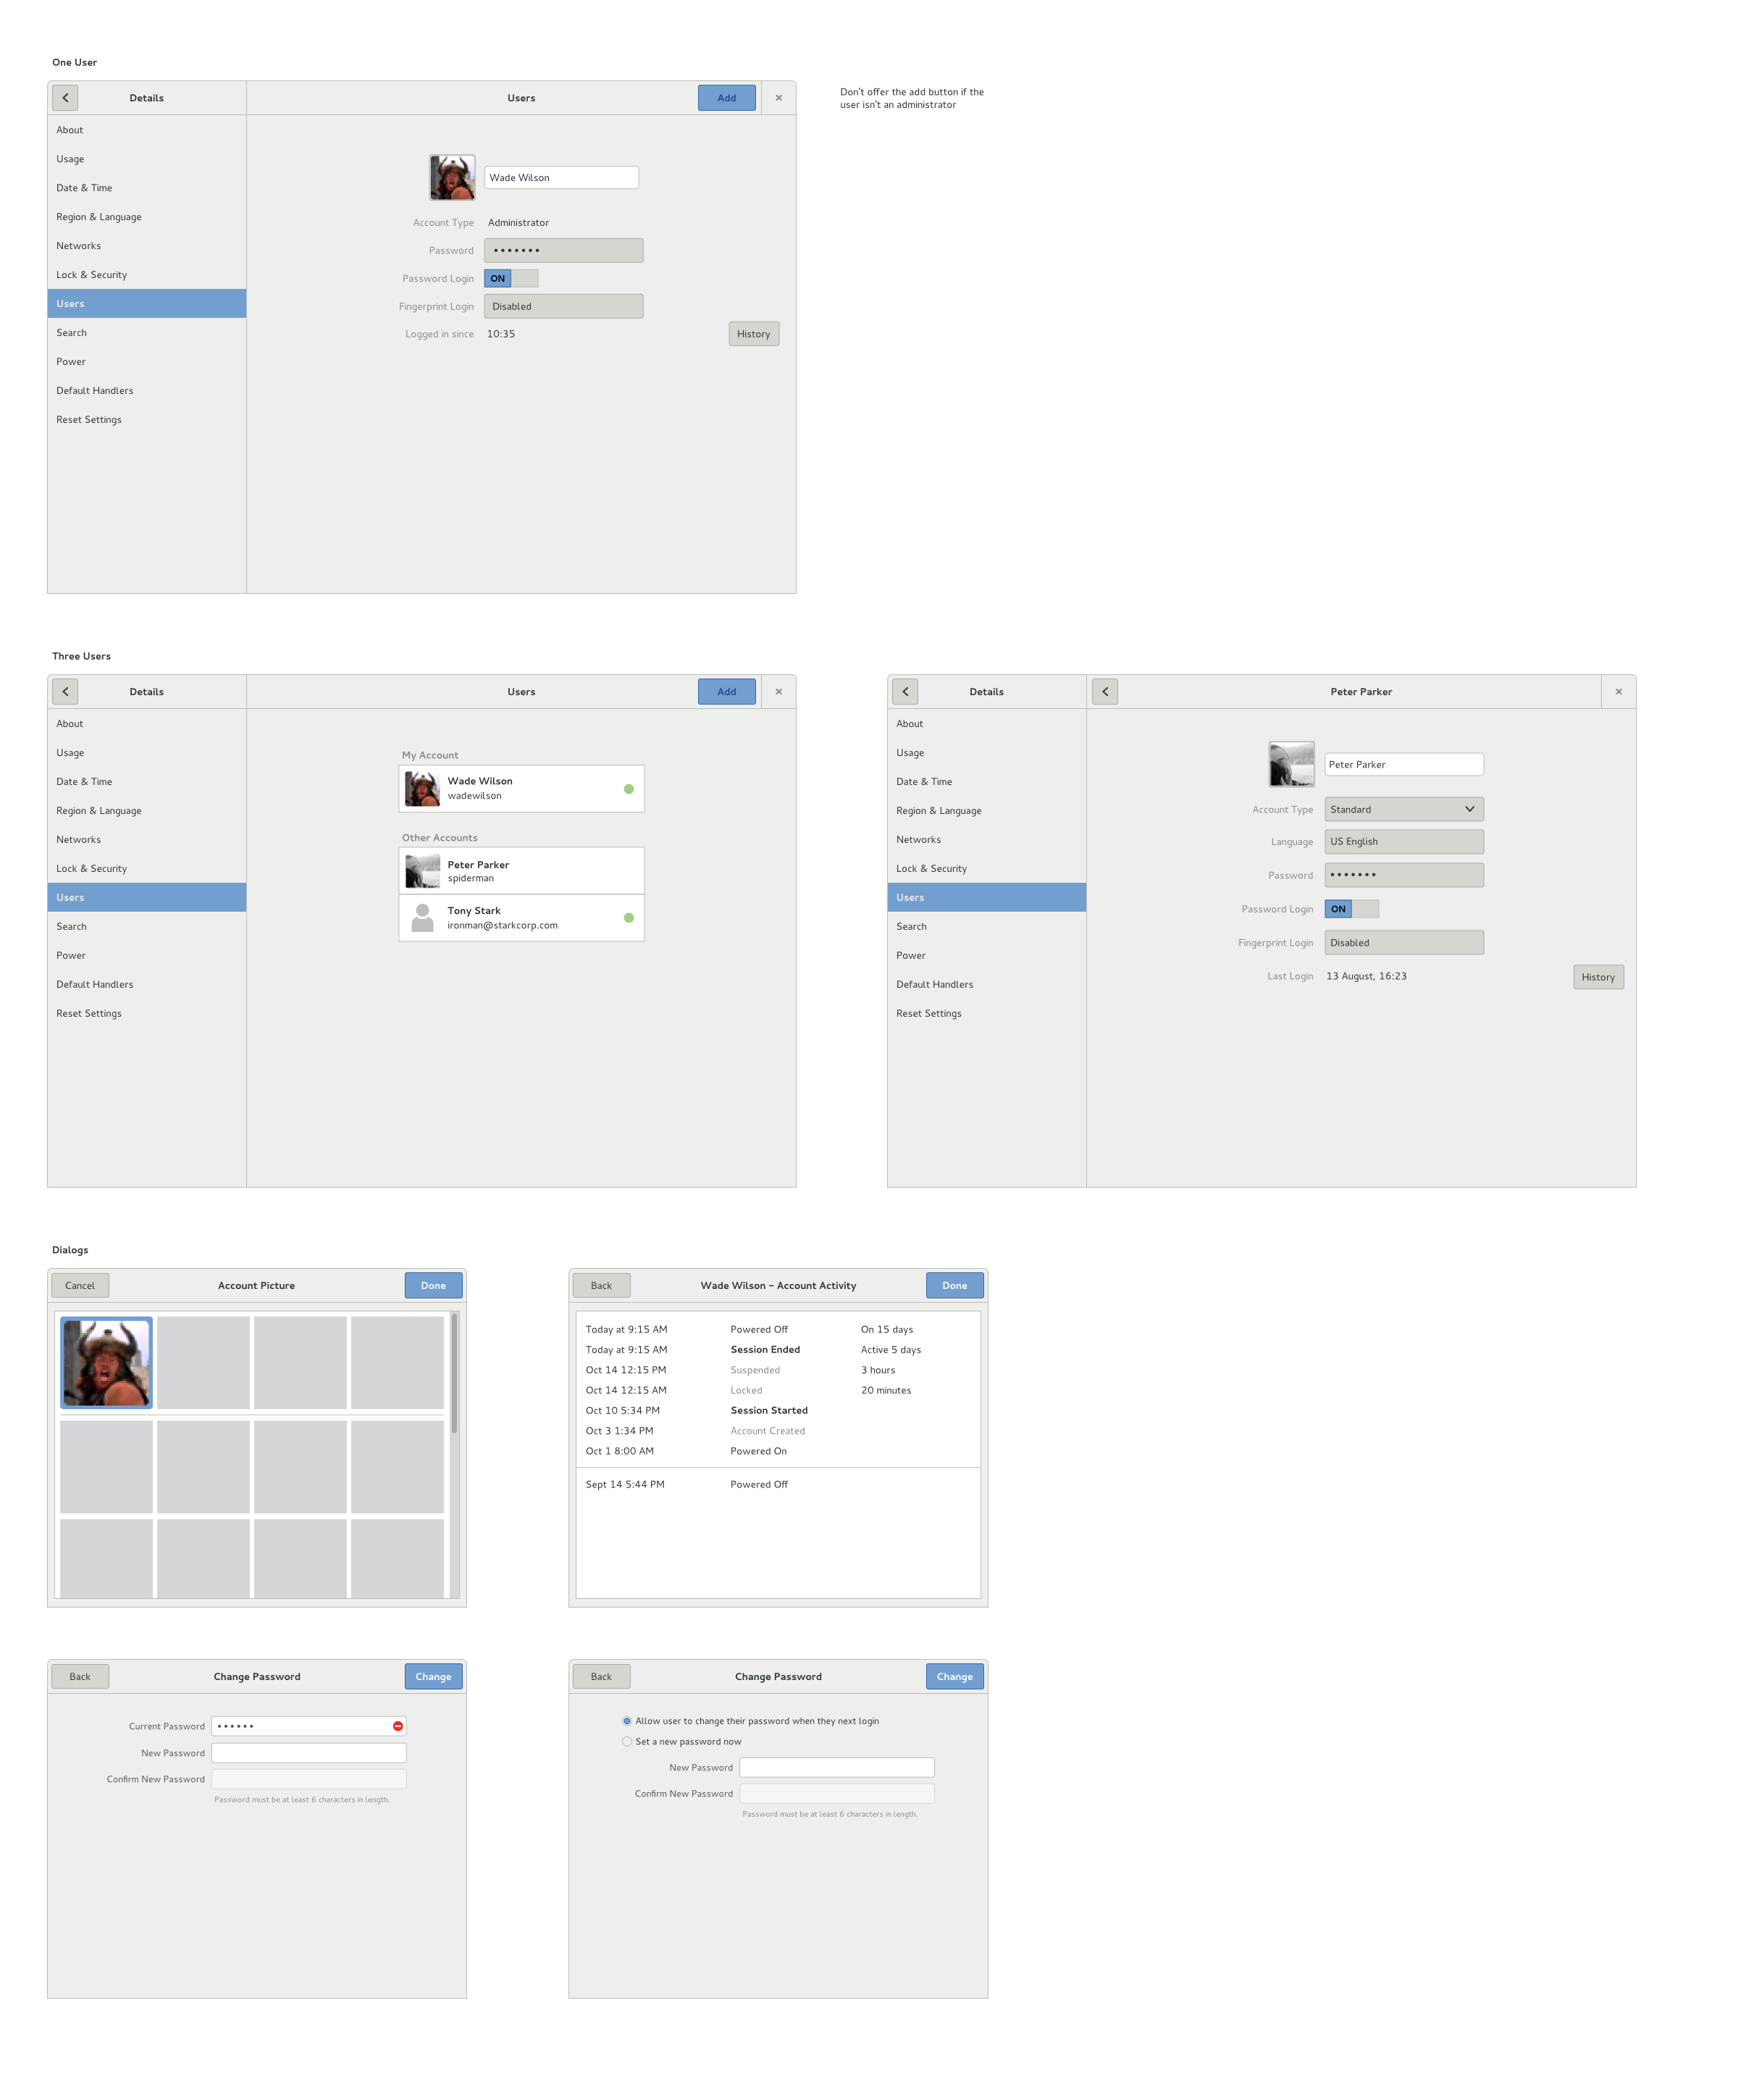 One User
Details
Users
Add
×
Don't offer the add button if the
user isn't an administrator
About
Usage
Date & Time
Region & Language
Networks
Lock & Security
Users
Search
Power
Default Handlers
Reset Settings
Wade Wilson
Account Type Administrator
Password •••••••
Password Login ON
Fingerprint Login Disabled
Logged in since 10:35
History
Three Users
Details
Users
Add
×
About
Usage
Date & Time
Region & Language
Networks
Lock & Security
Users
Search
Power
Default Handlers
Reset Settings
My Account
Wade Wilson
wadewilson
Other Accounts
Peter Parker
spiderman
Tony Stark
ironman@starkcorp.com
Details
Peter Parker
×
About
Usage
Date & Time
Region & Language
Networks
Lock & Security
Users
Search
Power
Default Handlers
Reset Settings
Peter Parker
Account Type Standard
Language US English
Password •••••••
Password Login ON
Fingerprint Login Disabled
Last Login 13 August, 16:23
History
Dialogs
Cancel
Account Picture
Done
Back
Wade Wilson – Account Activity
Done
Today at 9:15 AM Powered Off On 15 days
Today at 9:15 AM Session Ended Active 5 days
Oct 14 12:15 PM Suspended 3 hours
Oct 14 12:15 AM Locked 20 minutes
Oct 10 5:34 PM Session Started
Oct 3 1:34 PM Account Created
Oct 1 8:00 AM Powered On
Sept 14 5:44 PM Powered Off
Back
Change Password
Change
Current Password ••••••
New Password
Confirm New Password
Password must be at least 6 characters in length.
Back
Change Password
Change
Allow user to change their password when they next login
Set a new password now
New Password
Confirm New Password
Password must be at least 6 characters in length.